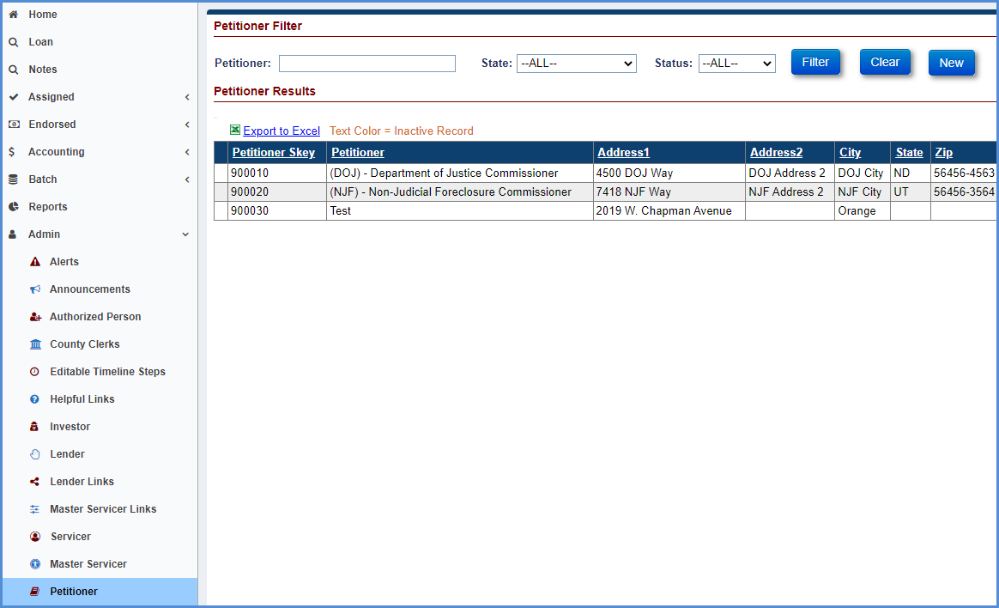 Home
Loan
Notes
Assigned
Endorsed
Accounting
Batch
Reports
Admin
Alerts
Announcements
Authorized Person
County Clerks
Editable Timeline Steps
Helpful Links
Investor
Lender
Lender Links
Master Servicer Links
Servicer
Master Servicer
Petitioner
Petitioner Filter
Petitioner: State: --ALL-- Status: --ALL-- Filter Clear New
Petitioner Results
Export to Excel Text Color = Inactive Record
Petitioner Skey Petitioner Address1 Address2 City State Zip
900010 (DOJ) - Department of Justice Commissioner 4500 DOJ Way DOJ Address 2 DOJ City ND 56456-4563
900020 (NJF) - Non-Judicial Foreclosure Commissioner 7418 NJF Way NJF Address 2 NJF City UT 56456-3564
900030 Test 2019 W. Chapman Avenue Orange